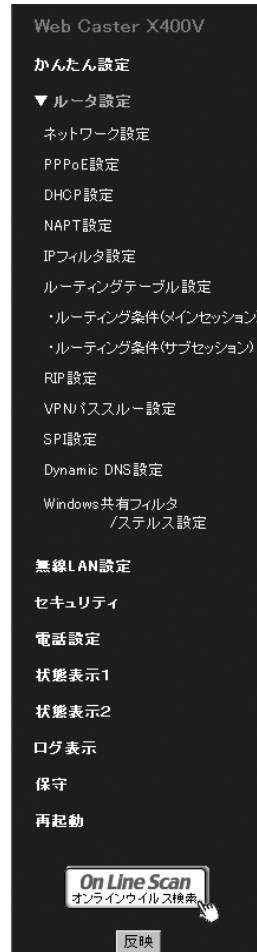 Web Caster X400V
かんたん設定
▼ルータ設定
ネットワーク設定
PPPoE設定
DHCP設定
NAPT設定
IPフィルタ設定
ルーティングテーブル設定
・ルーティング条件(メインセッション)
・ルーティング条件(サブセッション)
RIP設定
VPNパススルー設定
SPI設定
Dynamic DNS設定
Windows共有フィルタ
/ステルス設定
無線LAN設定
セキュリティ
電話設定
状態表示1
状態表示2
ログ表示
保守
再起動
On Line Scan
オンラインウイルス検索
反映